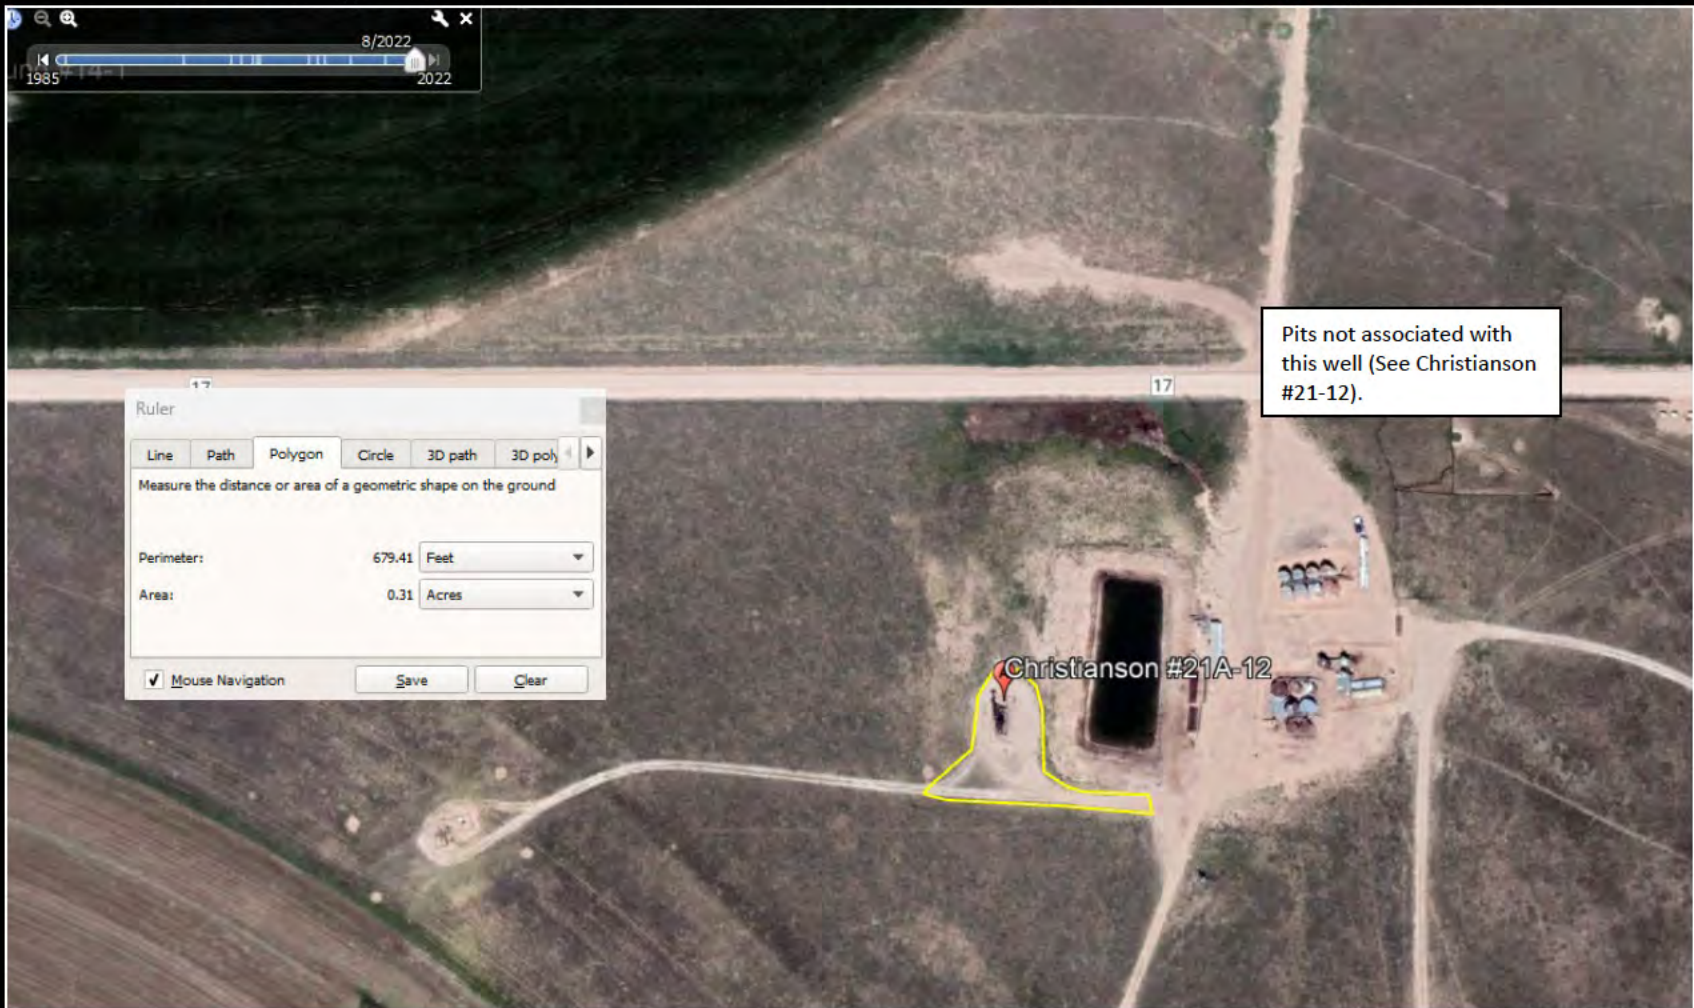 8/2022
#14-1
1985
2022
Pits not associated with
this well (See Christianson
#21-12).
17
17
Ruler
Line
Path
Polygon
Circle
3D path
3D poly
Measure the distance or area of a geometric shape on the ground
Perimeter:
679.41
Feet
Area:
0.31
Acres
Mouse Navigation
Save
Clear
Christianson #21A-12